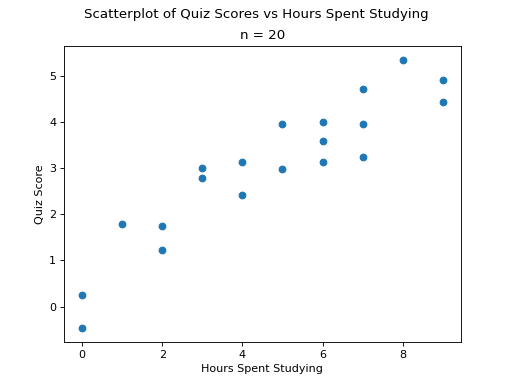 Scatterplot of Quiz Scores vs Hours Spent Studying
n = 20
5
4
3
2
1
0
Quiz Score
0 2 4 6 8
Hours Spent Studying